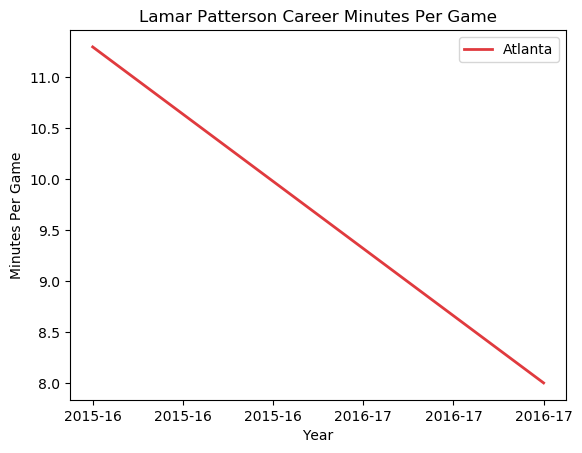 Lamar Patterson Career Minutes Per Game
Atlanta
Minutes Per Game
11.0
10.5
10.0
9.5
9.0
8.5
8.0
2015-16 2015-16 2015-16 2016-17 2016-17 2016-17
Year